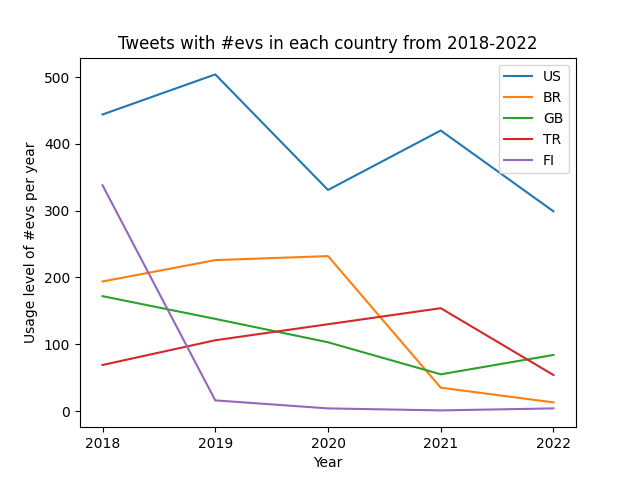 Tweets with #evs in each country from 2018-2022
US
BR
GB
TR
FI
500
400
300
200
100
0
Usage level of #evs per year
2018 2019 2020 2021 2022
Year